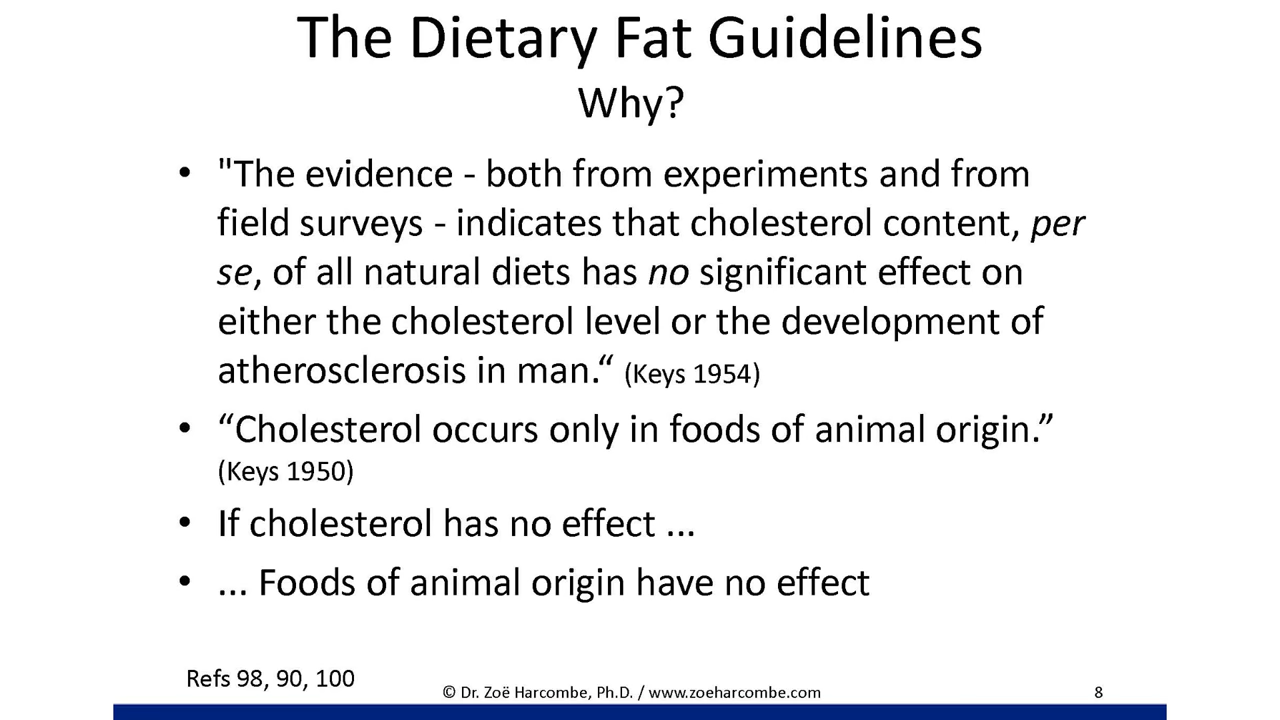 The Dietary Fat Guidelines
Why?
• "The evidence - both from experiments and from
field surveys - indicates that cholesterol content, per
se, of all natural diets has no significant effect on
either the cholesterol level or the development of
atherosclerosis in man.“ (Keys 1954)
• “Cholesterol occurs only in foods of animal origin.”
(Keys 1950)
• If cholesterol has no effect ...
• ... Foods of animal origin have no effect
Refs 98, 90, 100
© Dr. Zoë Harcombe, Ph.D. / www.zoeharcombe.com
8